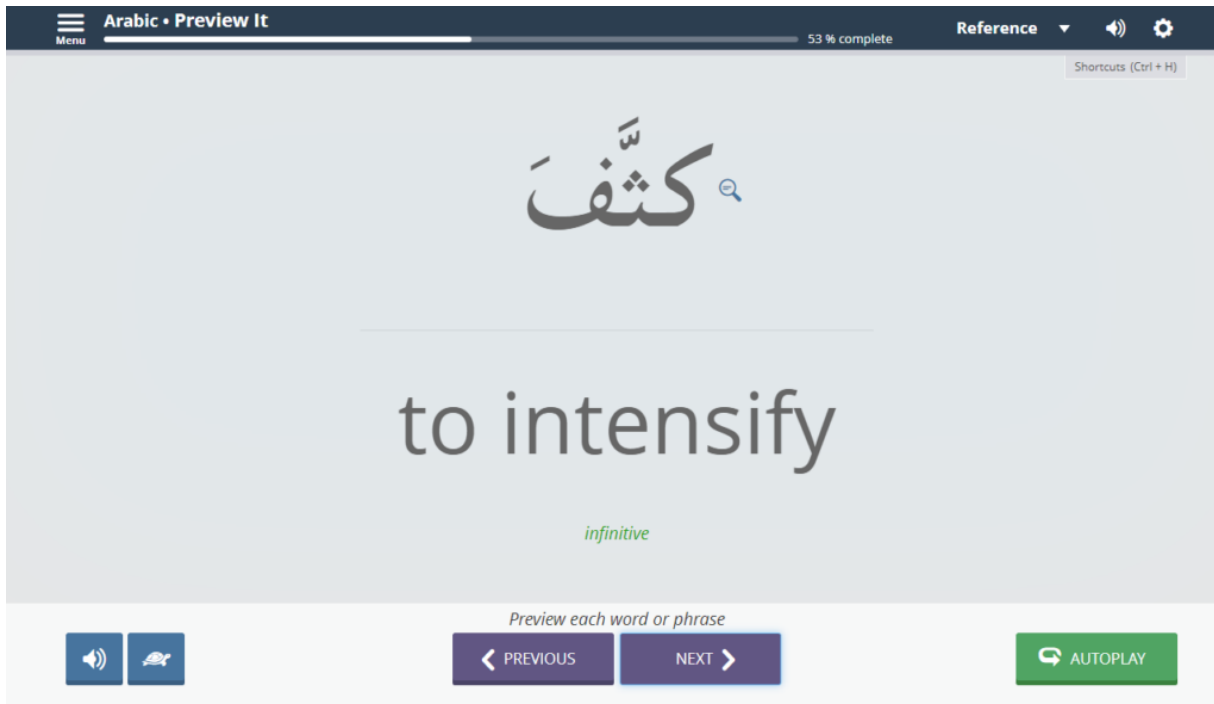 Arabic • Preview It
Menu
53 % complete
Reference
Shortcuts (Ctrl + H)
كثَّفَ
to intensify
infinitive
Preview each word or phrase
PREVIOUS
NEXT
AUTOPLAY